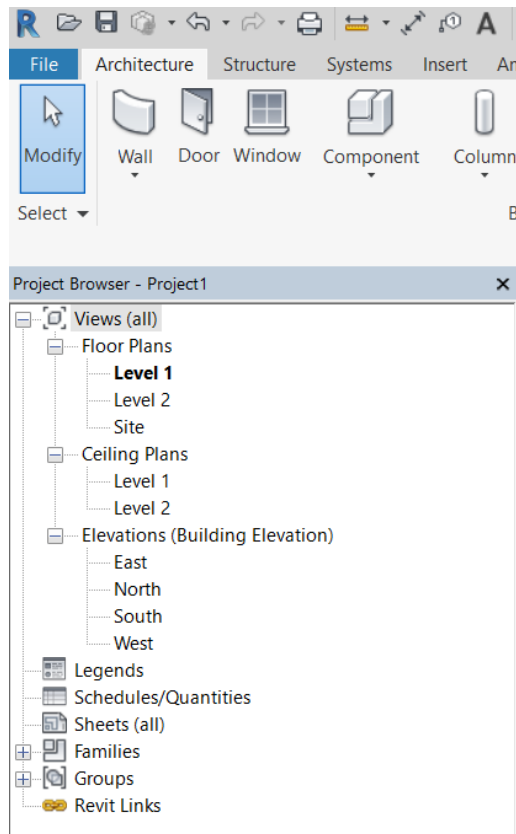 R A
File Architecture Structure Systems Insert
Modify Wall Door Window Component Column
Select
Project Browser - Project1
Views (all)
Floor Plans
Level 1
Level 2
Site
Ceiling Plans
Level 1
Level 2
Elevations (Building Elevation)
East
North
South
West
Legends
Schedules/Quantities
Sheets (all)
Families
Groups
Revit Links